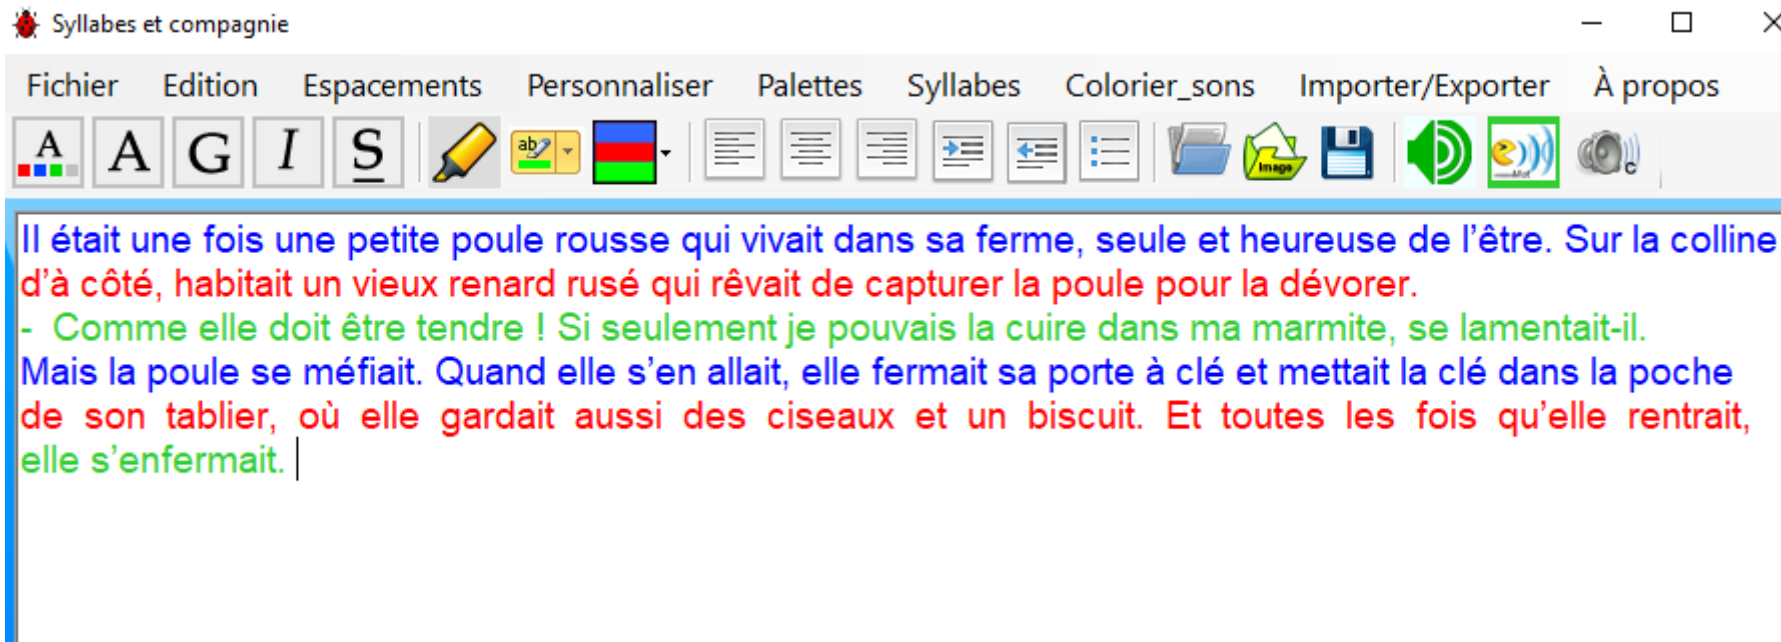 Syllabes et compagnie
Fichier Edition Espacements Personnaliser Palettes Syllabes Colorier_sons Importer/Exporter À propos
A A G I S ab Image Mot c
Il était une fois une petite poule rousse qui vivait dans sa ferme, seule et heureuse de l’être. Sur la colline
d’à côté, habitait un vieux renard rusé qui rêvait de capturer la poule pour la dévorer.
- Comme elle doit être tendre ! Si seulement je pouvais la cuire dans ma marmite, se lamentait-il.
Mais la poule se méfiait. Quand elle s’en allait, elle fermait sa porte à clé et mettait la clé dans la poche
de son tablier, où elle gardait aussi des ciseaux et un biscuit. Et toutes les fois qu’elle rentrait,
elle s’enfermait.